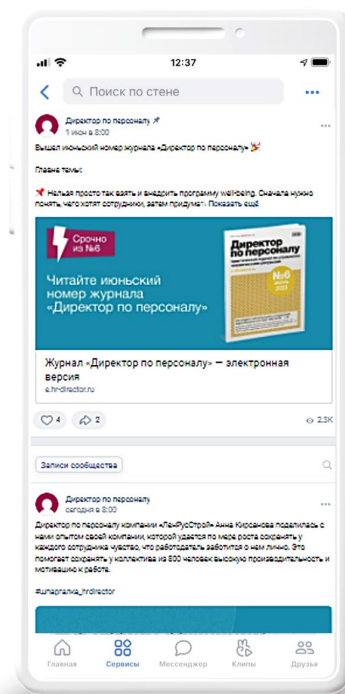 12:37
Поиск по стене
Директор по персоналу
1 июн в 8:00
Вышел июньский номер журнала «Директор по персоналу»
Главные темы:
Нельзя просто так взять и внедрить программу well-being. Сначала нужно
понять, чего хотят сотрудники, затем придумат: Показать ещё
Срочно
из №6
Читайте июньский
номер журнала
«Директор по персоналу»
Директор
по персоналу
№6
июнь
2023
Журнал «Директор по персоналу» — электронная
версия
e.hr-director.ru
4
2
2.3K
Записи сообщества
Директор по персоналу
сегодня в 8:00
Директор по персоналу компании «ЛенРусСтрой» Анна Кирсанова поделилась с
нами опытом своей компании, которой удается по мере роста сохранять у
каждого сотрудника чувство, что работодатель заботится о нем лично. Это
помогает сохранять у коллектива из 800 человек высокую производительность и
мотивацию к работе.
#шпаргалка_hrdirector
Главная
Сервисы
Мессенджер
Клипы
Друзья